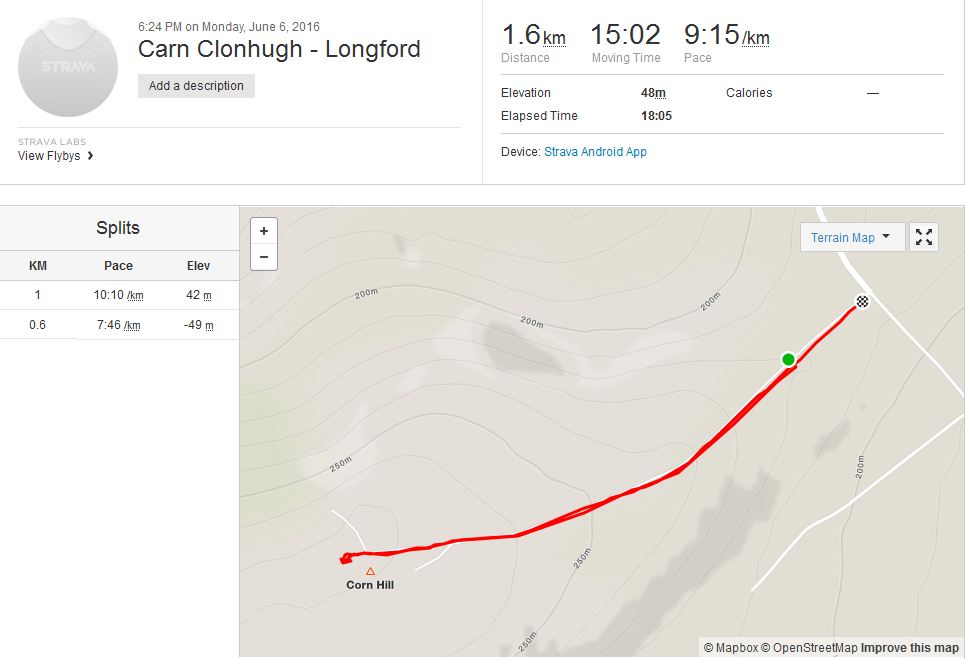 STRAVA
6:24 PM on Monday, June 6, 2016
Carn Clonhugh - Longford
Add a description
STRAVA LABS
View Flybys
1.6km 15:02 9:15/km
Distance Moving Time Pace
Elevation 48m Calories —
Elapsed Time 18:05
Device: Strava Android App
Splits
KM Pace Elev
1 10:10 /km 42 m
0.6 7:46 /km -49 m
+
−
Terrain Map
200m
200m
200m
250m
200m
250m
Corn Hill
250m
© Mapbox © OpenStreetMap Improve this map